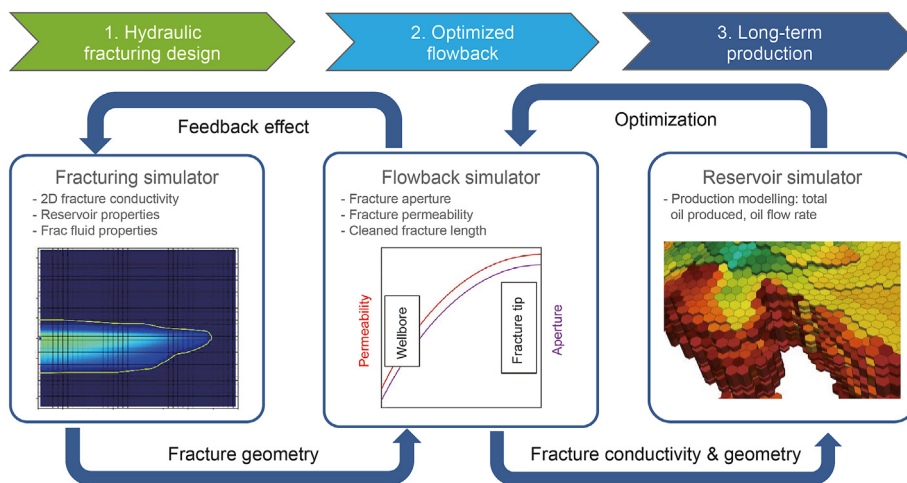 1. Hydraulic
fracturing design
2. Optimized
flowback
3. Long-term
production
Feedback effect
Optimization
Fracturing simulator
- 2D fracture conductivity
- Reservoir properties
- Frac fluid properties
Flowback simulator
- Fracture aperture
- Fracture permeability
- Cleaned fracture length
Permeability
Wellbore
Fracture tip
Aperture
Reservoir simulator
- Production modelling: total
oil produced, oil flow rate
Fracture geometry
Fracture conductivity & geometry